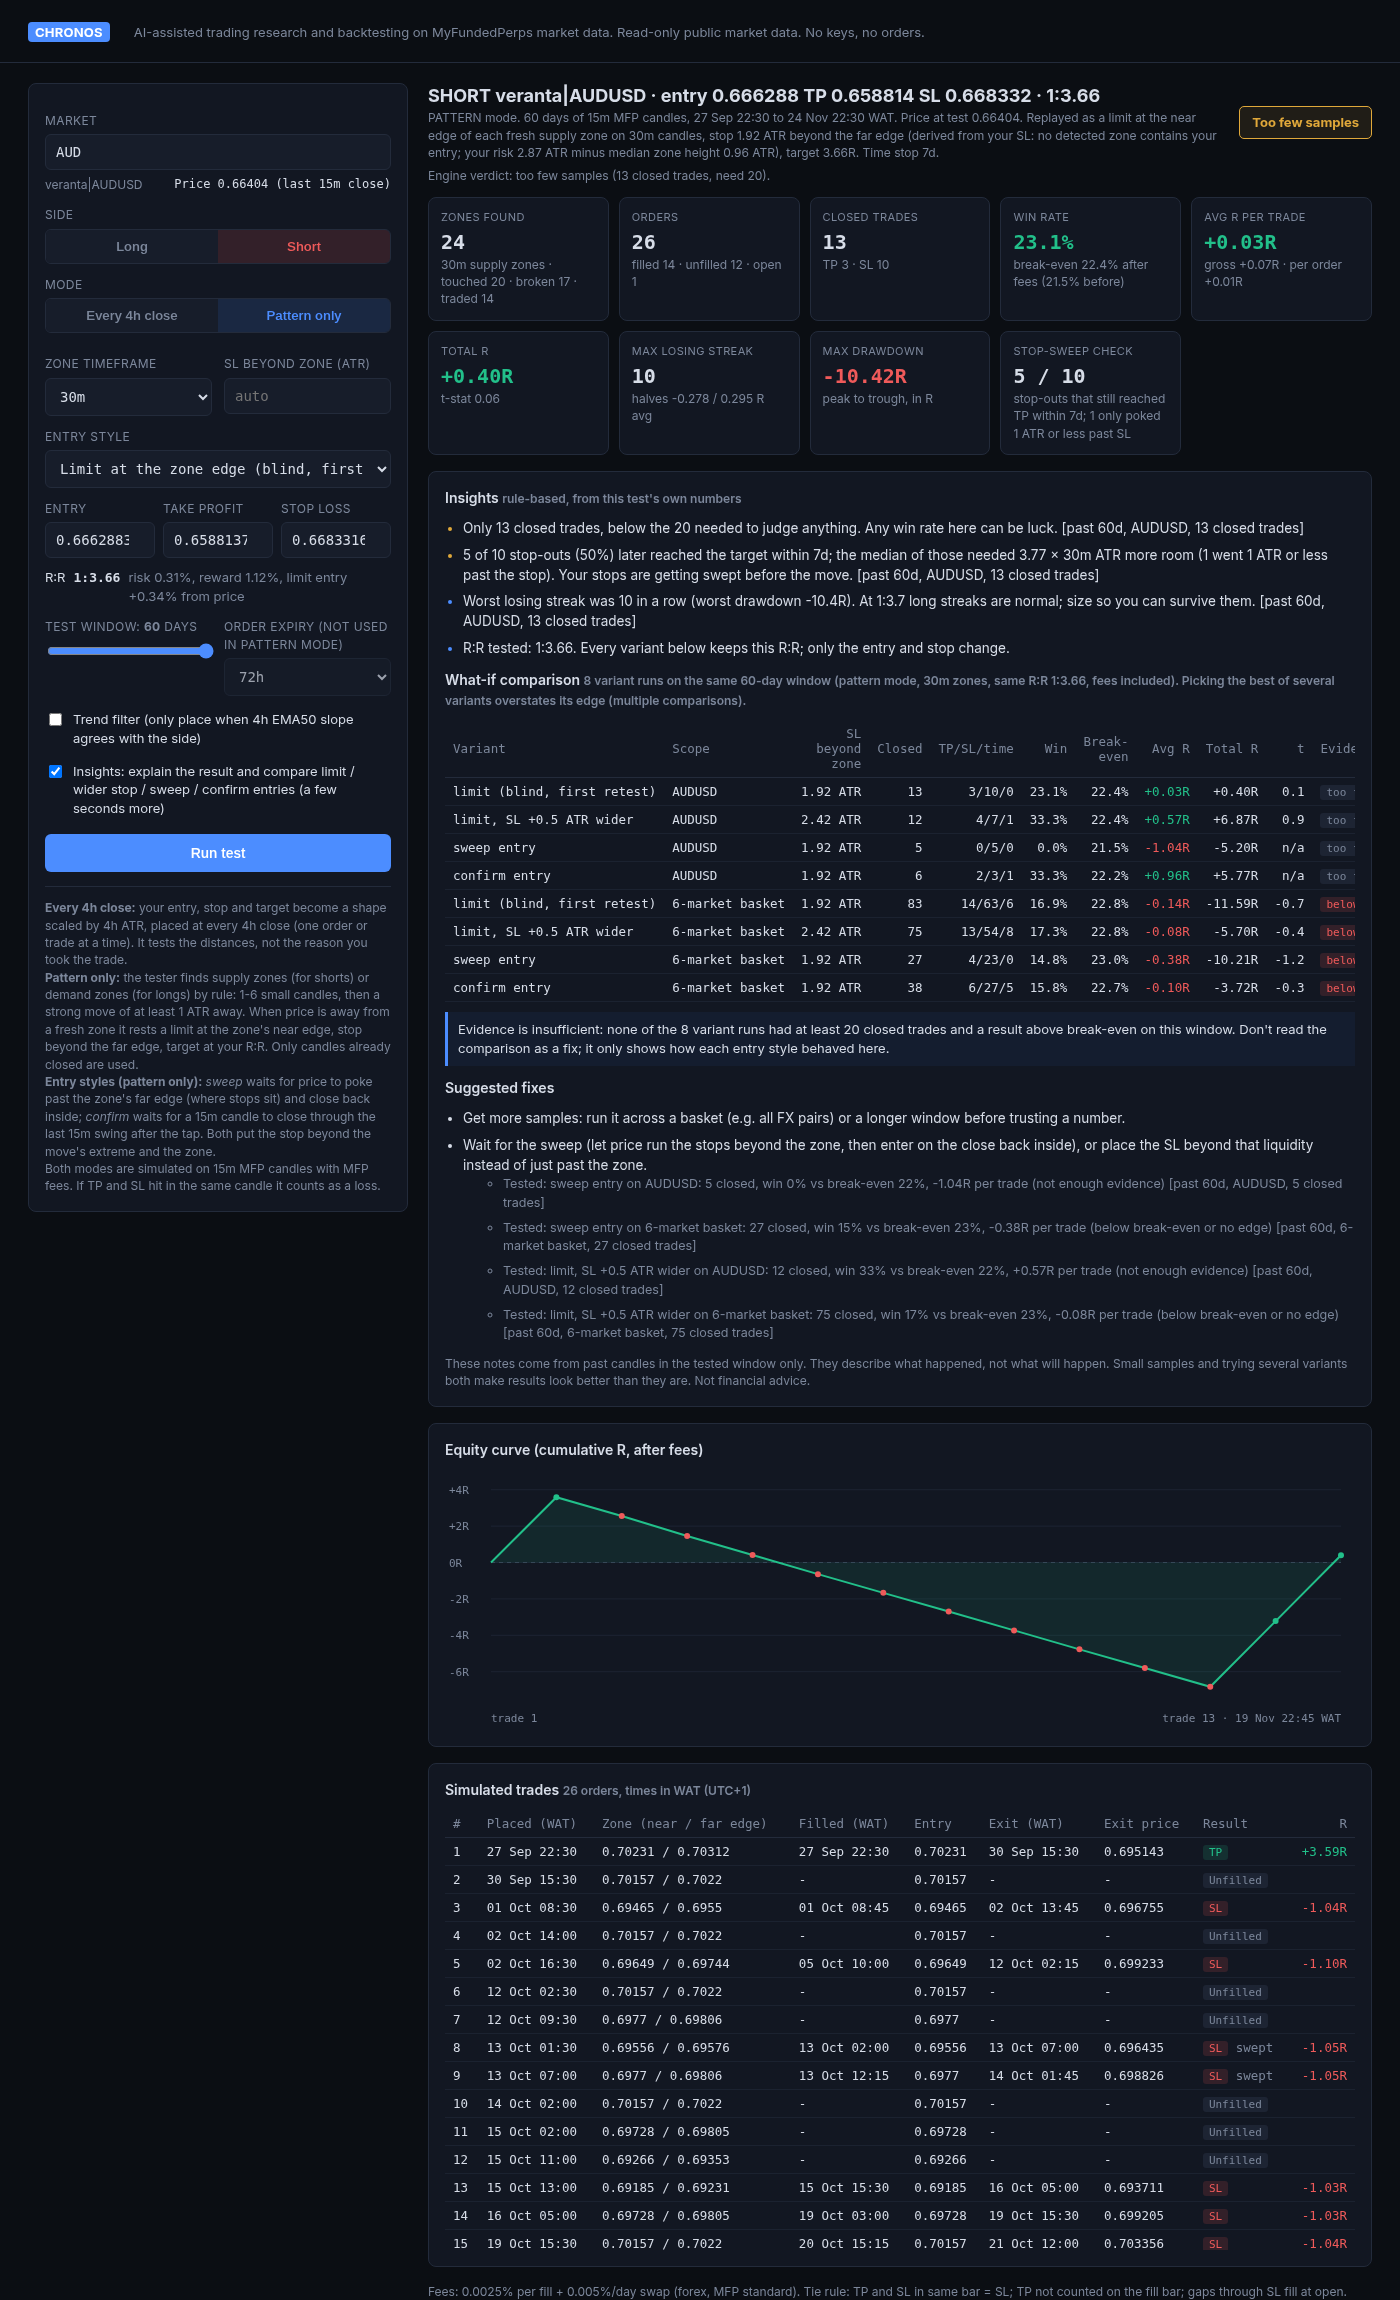 CHRONOS
AI-assisted trading research and backtesting on MyFundedPerps market data. Read-only public market data. No keys, no orders.
MARKET
AUD
veranta|AUDUSD
Price 0.66404 (last 15m close)
SIDE
Long
Short
MODE
Every 4h close
Pattern only
ZONE TIMEFRAME
SL BEYOND ZONE (ATR)
30m
auto
ENTRY STYLE
Limit at the zone edge (blind, first
ENTRY
TAKE PROFIT
STOP LOSS
0.6662883
0.6588137
0.6683316
R:R 1:3.66 risk 0.31%, reward 1.12%, limit entry
+0.34% from price
TEST WINDOW: 60 DAYS
ORDER EXPIRY (NOT USED
IN PATTERN MODE)
72h
Trend filter (only place when 4h EMA50 slope
agrees with the side)
Insights: explain the result and compare limit /
wider stop / sweep / confirm entries (a few
seconds more)
Run test
Every 4h close: your entry, stop and target become a shape
scaled by 4h ATR, placed at every 4h close (one order or
trade at a time). It tests the distances, not the reason you
took the trade.
Pattern only: the tester finds supply zones (for shorts) or
demand zones (for longs) by rule: 1-6 small candles, then a
strong move of at least 1 ATR away. When price is away from
a fresh zone it rests a limit at the zone's near edge, stop
beyond the far edge, target at your R:R. Only candles already
closed are used.
Entry styles (pattern only): sweep waits for price to poke
past the zone's far edge (where stops sit) and close back
inside; confirm waits for a 15m candle to close through the
last 15m swing after the tap. Both put the stop beyond the
move's extreme and the zone.
Both modes are simulated on 15m MFP candles with MFP
fees. If TP and SL hit in the same candle it counts as a loss.
SHORT veranta|AUDUSD · entry 0.666288 TP 0.658814 SL 0.668332 · 1:3.66
PATTERN mode. 60 days of 15m MFP candles, 27 Sep 22:30 to 24 Nov 22:30 WAT. Price at test 0.66404. Replayed as a limit at the near
edge of each fresh supply zone on 30m candles, stop 1.92 ATR beyond the far edge (derived from your SL: no detected zone contains your
entry; your risk 2.87 ATR minus median zone height 0.96 ATR), target 3.66R. Time stop 7d.
Engine verdict: too few samples (13 closed trades, need 20).
Too few samples
ZONES FOUND
24
30m supply zones ·
touched 20 · broken 17 ·
traded 14
ORDERS
26
filled 14 · unfilled 12 · open
1
CLOSED TRADES
13
TP 3 · SL 10
WIN RATE
23.1%
break-even 22.4% after
fees (21.5% before)
AVG R PER TRADE
+0.03R
gross +0.07R · per order
+0.01R
TOTAL R
+0.40R
t-stat 0.06
MAX LOSING STREAK
10
halves -0.278 / 0.295 R
avg
MAX DRAWDOWN
-10.42R
peak to trough, in R
STOP-SWEEP CHECK
5 / 10
stop-outs that still reached
TP within 7d; 1 only poked
1 ATR or less past SL
Insights rule-based, from this test's own numbers
• Only 13 closed trades, below the 20 needed to judge anything. Any win rate here can be luck. [past 60d, AUDUSD, 13 closed trades]
• 5 of 10 stop-outs (50%) later reached the target within 7d; the median of those needed 3.77 × 30m ATR more room (1 went 1 ATR or less
past the stop). Your stops are getting swept before the move. [past 60d, AUDUSD, 13 closed trades]
• Worst losing streak was 10 in a row (worst drawdown -10.4R). At 1:3.7 long streaks are normal; size so you can survive them. [past 60d,
AUDUSD, 13 closed trades]
• R:R tested: 1:3.66. Every variant below keeps this R:R; only the entry and stop change.
What-if comparison 8 variant runs on the same 60-day window (pattern mode, 30m zones, same R:R 1:3.66, fees included). Picking the best of several
variants overstates its edge (multiple comparisons).
Variant Scope SL beyond zone Closed TP/SL/time Win Break-even Avg R Total R t Evide
limit (blind, first retest) AUDUSD 1.92 ATR 13 3/10/0 23.1% 22.4% +0.03R +0.40R 0.1 too
limit, SL +0.5 ATR wider AUDUSD 2.42 ATR 12 4/7/1 33.3% 22.4% +0.57R +6.87R 0.9 too
sweep entry AUDUSD 1.92 ATR 5 0/5/0 0.0% 21.5% -1.04R -5.20R n/a too
confirm entry AUDUSD 1.92 ATR 6 2/3/1 33.3% 22.2% +0.96R +5.77R n/a too
limit (blind, first retest) 6-market basket 1.92 ATR 83 14/63/6 16.9% 22.8% -0.14R -11.59R -0.7 below
limit, SL +0.5 ATR wider 6-market basket 2.42 ATR 75 13/54/8 17.3% 22.8% -0.08R -5.70R -0.4 below
sweep entry 6-market basket 1.92 ATR 27 4/23/0 14.8% 23.0% -0.38R -10.21R -1.2 below
confirm entry 6-market basket 1.92 ATR 38 6/27/5 15.8% 22.7% -0.10R -3.72R -0.3 below
Evidence is insufficient: none of the 8 variant runs had at least 20 closed trades and a result above break-even on this window. Don't read the
comparison as a fix; it only shows how each entry style behaved here.
Suggested fixes
• Get more samples: run it across a basket (e.g. all FX pairs) or a longer window before trusting a number.
• Wait for the sweep (let price run the stops beyond the zone, then enter on the close back inside), or place the SL beyond that liquidity
instead of just past the zone.
◦ Tested: sweep entry on AUDUSD: 5 closed, win 0% vs break-even 22%, -1.04R per trade (not enough evidence) [past 60d, AUDUSD, 5 closed
trades]
◦ Tested: sweep entry on 6-market basket: 27 closed, win 15% vs break-even 23%, -0.38R per trade (below break-even or no edge) [past 60d, 6-
market basket, 27 closed trades]
◦ Tested: limit, SL +0.5 ATR wider on AUDUSD: 12 closed, win 33% vs break-even 22%, +0.57R per trade (not enough evidence) [past 60d,
AUDUSD, 12 closed trades]
◦ Tested: limit, SL +0.5 ATR wider on 6-market basket: 75 closed, win 17% vs break-even 23%, -0.08R per trade (below break-even or no edge)
[past 60d, 6-market basket, 75 closed trades]
These notes come from past candles in the tested window only. They describe what happened, not what will happen. Small samples and trying several variants
both make results look better than they are. Not financial advice.
Equity curve (cumulative R, after fees)
+4R
+2R
0R
-2R
-4R
-6R
trade 1
trade 13 · 19 Nov 22:45 WAT
Simulated trades 26 orders, times in WAT (UTC+1)
# Placed (WAT) Zone (near / far edge) Filled (WAT) Entry Exit (WAT) Exit price Result R
1 27 Sep 22:30 0.70231 / 0.70312 27 Sep 22:30 0.70231 30 Sep 15:30 0.695143 TP +3.59R
2 30 Sep 15:30 0.70157 / 0.7022 - 0.70157 - - Unfilled
3 01 Oct 08:30 0.69465 / 0.6955 01 Oct 08:45 0.69465 02 Oct 13:45 0.696755 SL -1.04R
4 02 Oct 14:00 0.70157 / 0.7022 - 0.70157 - - Unfilled
5 02 Oct 16:30 0.69649 / 0.69744 05 Oct 10:00 0.69649 12 Oct 02:15 0.699233 SL -1.10R
6 12 Oct 02:30 0.70157 / 0.7022 - 0.70157 - - Unfilled
7 12 Oct 09:30 0.6977 / 0.69806 - 0.6977 - - Unfilled
8 13 Oct 01:30 0.69556 / 0.69576 13 Oct 02:00 0.69556 13 Oct 07:00 0.696435 SL swept -1.05R
9 13 Oct 07:00 0.6977 / 0.69806 13 Oct 12:15 0.6977 14 Oct 01:45 0.698826 SL swept -1.05R
10 14 Oct 02:00 0.70157 / 0.7022 - 0.70157 - - Unfilled
11 15 Oct 02:00 0.69728 / 0.69805 - 0.69728 - - Unfilled
12 15 Oct 11:00 0.69266 / 0.69353 - 0.69266 - - Unfilled
13 15 Oct 13:00 0.69185 / 0.69231 15 Oct 15:30 0.69185 16 Oct 05:00 0.693711 SL -1.03R
14 16 Oct 05:00 0.69728 / 0.69805 19 Oct 03:00 0.69728 19 Oct 15:30 0.699205 SL -1.03R
15 19 Oct 15:30 0.70157 / 0.7022 20 Oct 15:15 0.70157 21 Oct 12:00 0.703356 SL -1.04R
Fees: 0.0025% per fill + 0.005%/day swap (forex, MFP standard). Tie rule: TP and SL in same bar = SL; TP not counted on the fill bar; gaps through SL fill at open.